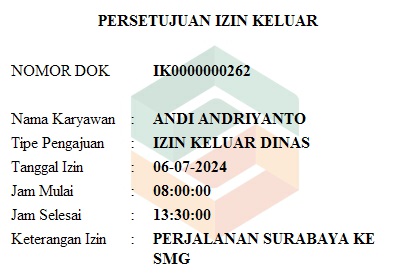 PERSETUJUAN IZIN KELUAR
NOMOR DOK IK0000000262
Nama Karyawan : ANDI ANDRIYANTO
Tipe Pengajuan : IZIN KELUAR DINAS
Tanggal Izin : 06-07-2024
Jam Mulai : 08:00:00
Jam Selesai : 13:30:00
Keterangan Izin : PERJALANAN SURABAYA KE
SMG